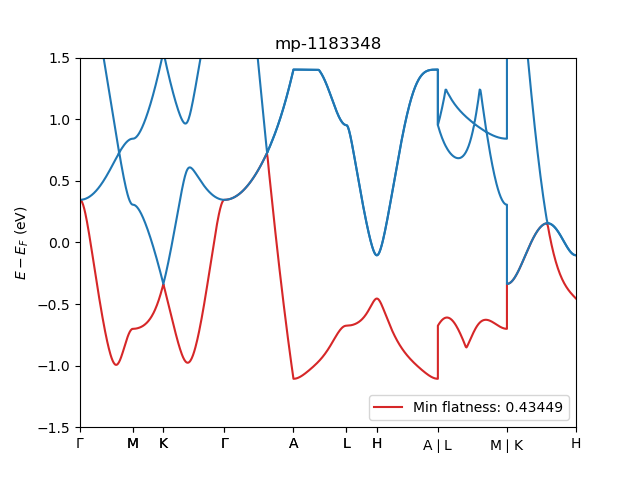 mp-1183348
E − E_F (eV)
1.5
1.0
0.5
0.0
−0.5
−1.0
−1.5
Min flatness: 0.43449
Γ M K Γ A L H A | L M | K H